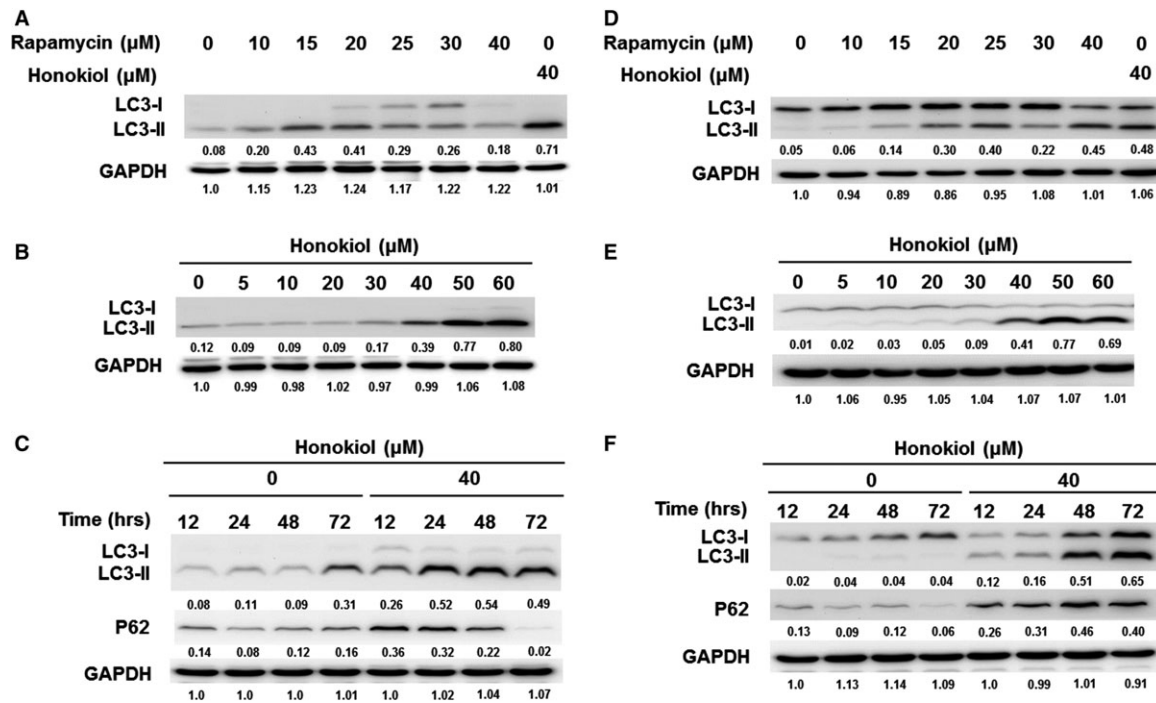 A
Rapamycin (µM) 0 10 15 20 25 30 40 0
Honokiol (µM) 40
LC3-I
LC3-II
0.08 0.20 0.43 0.41 0.29 0.26 0.18 0.71
GAPDH
1.0 1.15 1.23 1.24 1.17 1.22 1.22 1.01
B
Honokiol (µM)
0 5 10 20 30 40 50 60
LC3-I
LC3-II
0.12 0.09 0.09 0.09 0.17 0.39 0.77 0.80
GAPDH
1.0 0.99 0.98 1.02 0.97 0.99 1.06 1.08
C
Honokiol (µM)
0 40
Time (hrs) 12 24 48 72 12 24 48 72
LC3-I
LC3-II
0.08 0.11 0.09 0.31 0.26 0.52 0.54 0.49
P62
0.14 0.08 0.12 0.16 0.36 0.32 0.22 0.02
GAPDH
1.0 1.0 1.0 1.01 1.0 1.02 1.04 1.07
D
Rapamycin (µM) 0 10 15 20 25 30 40 0
Honokiol (µM) 40
LC3-I
LC3-II
0.05 0.06 0.14 0.30 0.40 0.22 0.45 0.48
GAPDH
1.0 0.94 0.89 0.86 0.95 1.08 1.01 1.06
E
Honokiol (µM)
0 5 10 20 30 40 50 60
LC3-I
LC3-II
0.01 0.02 0.03 0.05 0.09 0.41 0.77 0.69
GAPDH
1.0 1.06 0.95 1.05 1.04 1.07 1.07 1.01
F
Honokiol (µM)
0 40
Time (hrs) 12 24 48 72 12 24 48 72
LC3-I
LC3-II
0.02 0.04 0.04 0.04 0.12 0.16 0.51 0.65
P62
0.13 0.09 0.12 0.06 0.26 0.31 0.46 0.40
GAPDH
1.0 1.13 1.14 1.09 1.0 0.99 1.01 0.91